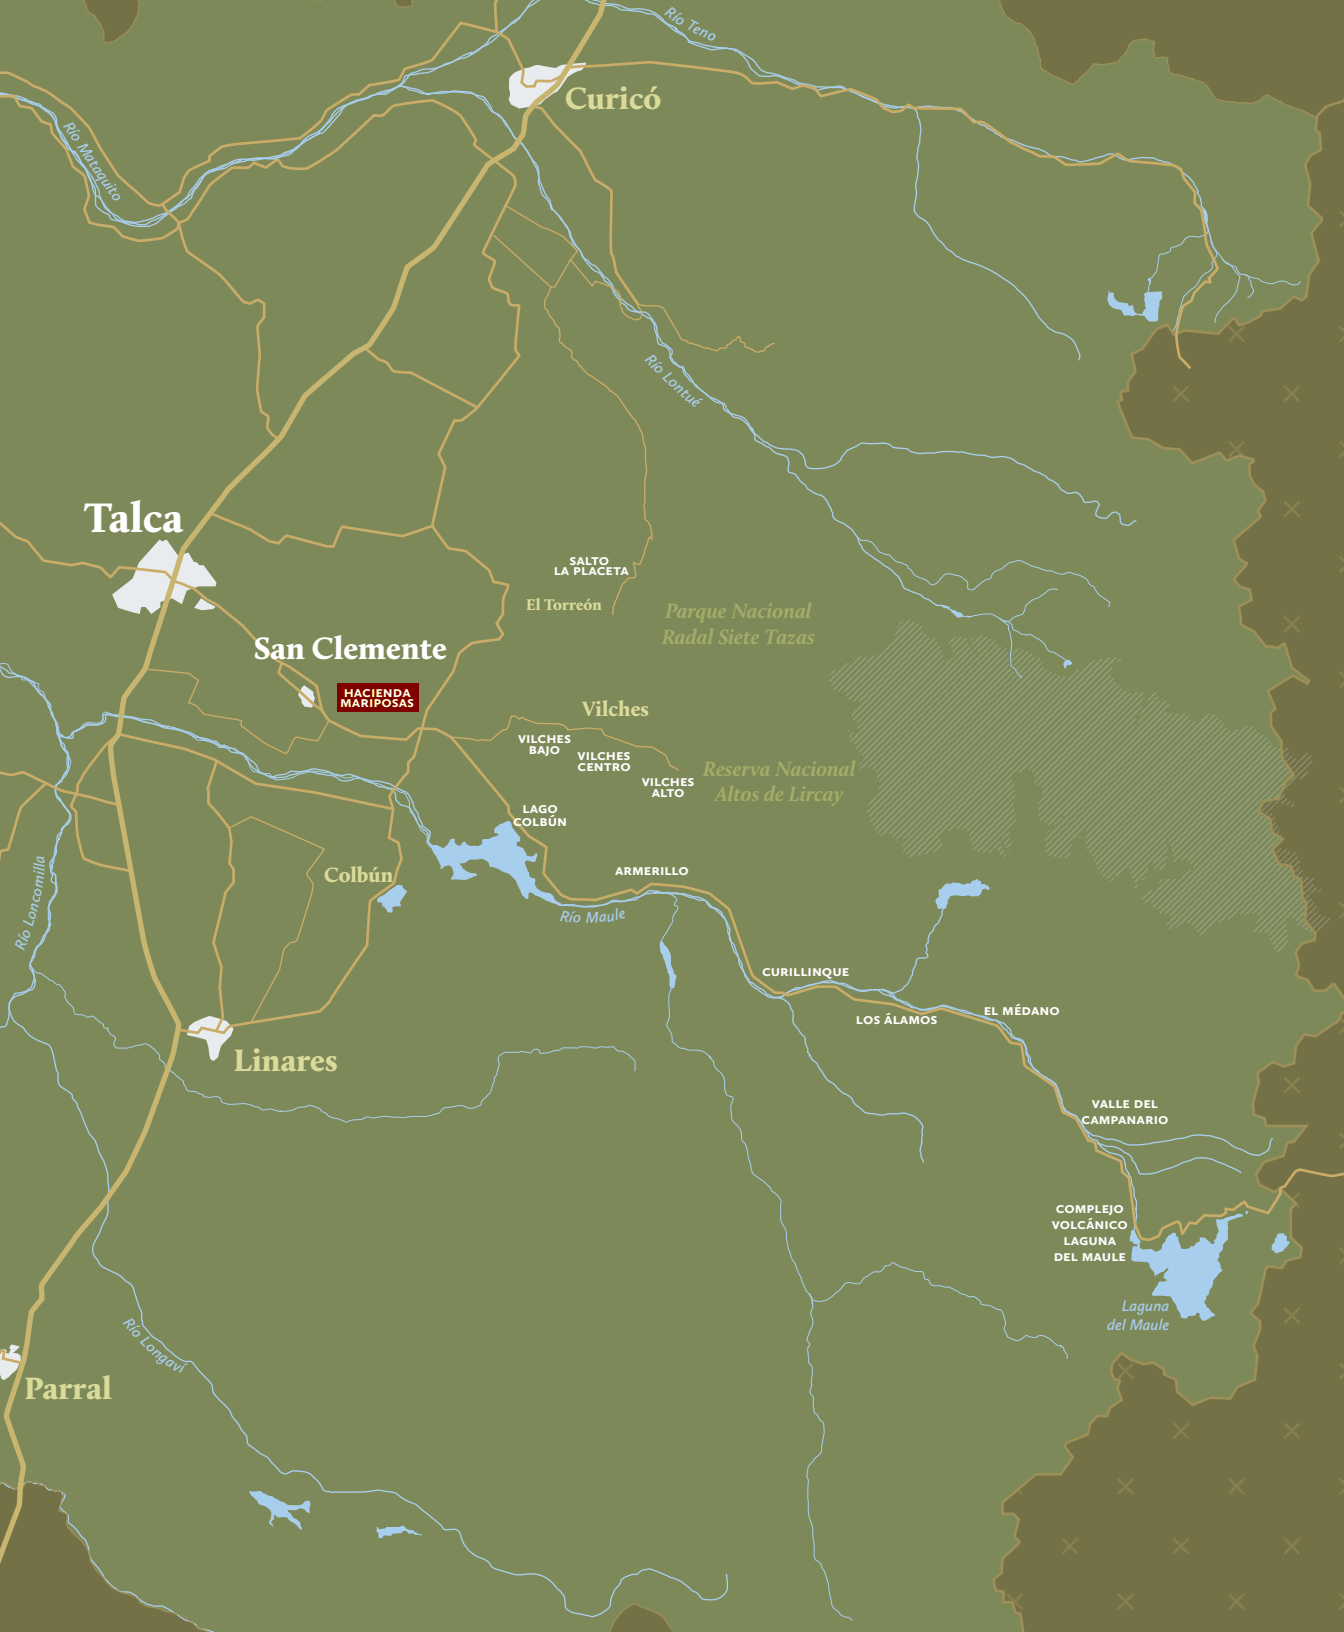 Río Teno
Curicó
Río Mataquito
Río Lontué
Talca
SALTO
LA PLACETA
El Torreón
Parque Nacional
Radal Siete Tazas
San Clemente
HACIENDA
MARIPOSAS
Vilches
VILCHES
BAJO
VILCHES
CENTRO
VILCHES
ALTO
Reserva Nacional
Altos de Lircay
LAGO
COLBÚN
Colbún
ARMERILLO
Río Loncomilla
Río Maule
CURILLINQUE
LOS ÁLAMOS
EL MÉDANO
Linares
VALLE DEL
CAMPANARIO
COMPLEJO
VOLCÁNICO
LAGUNA
DEL MAULE
Laguna
del Maule
Río Longaví
Parral